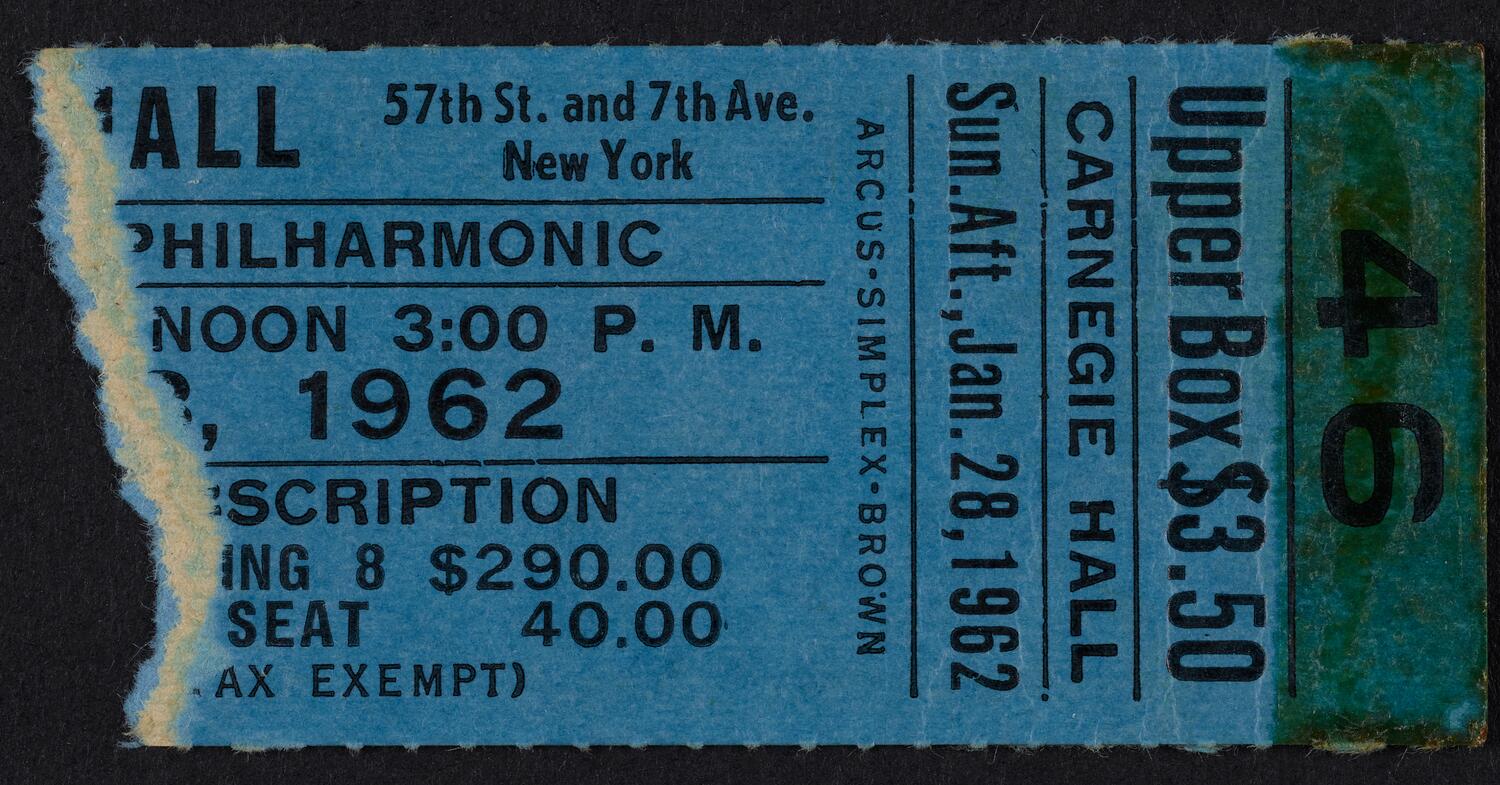 HALL
57th St. and 7th Ave.
New York
PHILHARMONIC
NOON 3:00 P. M.
, 1962
SCRIPTION
ING 8 $290.00
SEAT 40.00
AX EXEMPT)
ARCUS-SIMPLEX-BROWN
Sun. Aft., Jan. 28, 1962
CARNEGIE HALL
Upper Box $3.50
46